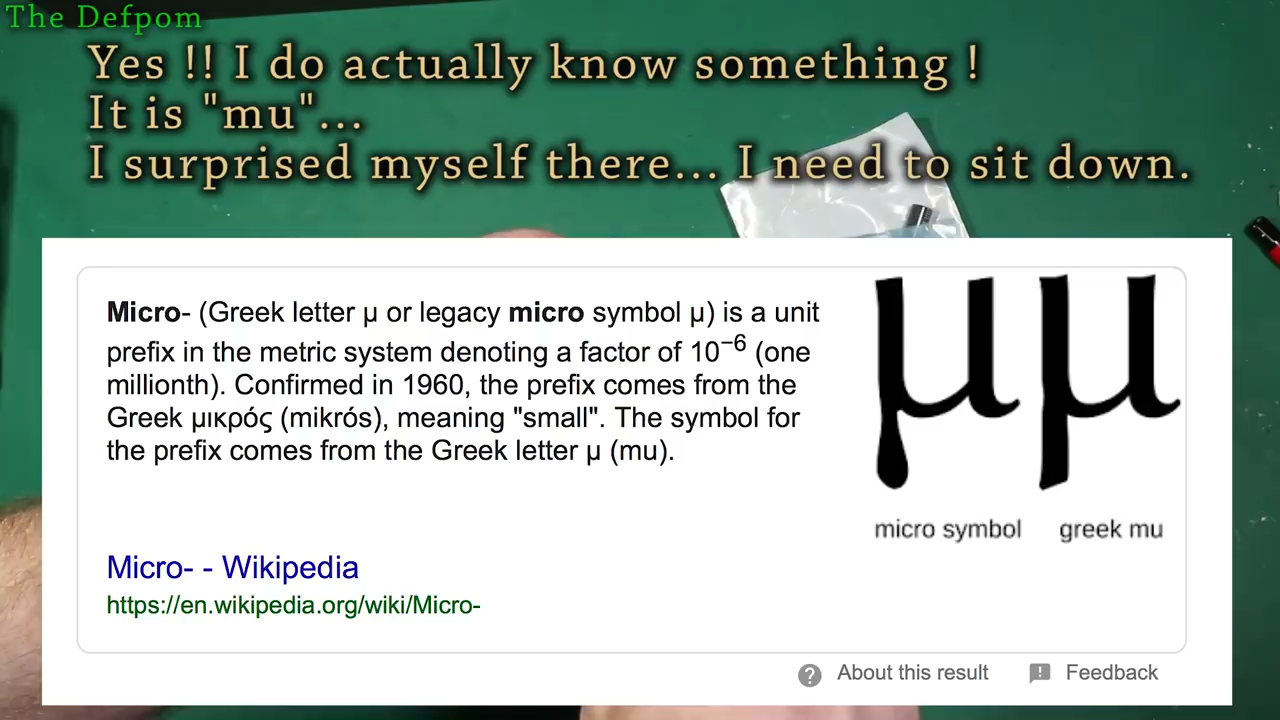 The Defpom
Yes !! I do actually know something !
It is "mu"...
I surprised myself there... I need to sit down.
Micro- (Greek letter μ or legacy micro symbol µ) is a unit
prefix in the metric system denoting a factor of 10⁻⁶ (one
millionth). Confirmed in 1960, the prefix comes from the
Greek μικρός (mikrós), meaning "small". The symbol for
the prefix comes from the Greek letter μ (mu).
µ μ
micro symbol greek mu
Micro- - Wikipedia
https://en.wikipedia.org/wiki/Micro-
About this result Feedback